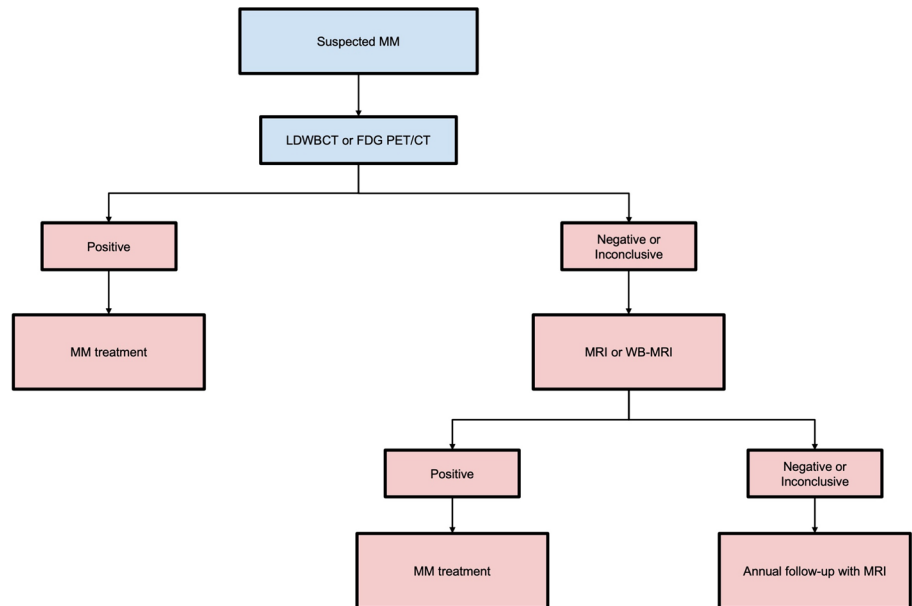 Suspected MM
LDWBCT or FDG PET/CT
Positive
Negative or
Inconclusive
MM treatment
MRI or WB-MRI
Positive
Negative or
Inconclusive
MM treatment
Annual follow-up with MRI